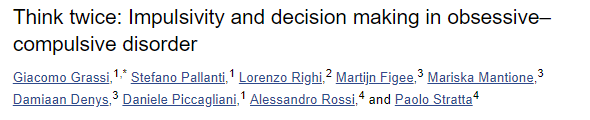 Think twice: Impulsivity and decision making in obsessive–
compulsive disorder
Giacomo Grassi,1,* Stefano Pallanti,1 Lorenzo Righi,2 Martijn Figee,3 Mariska Mantione,3
Damiaan Denys,3 Daniele Piccagliani,1 Alessandro Rossi,4 and Paolo Stratta4